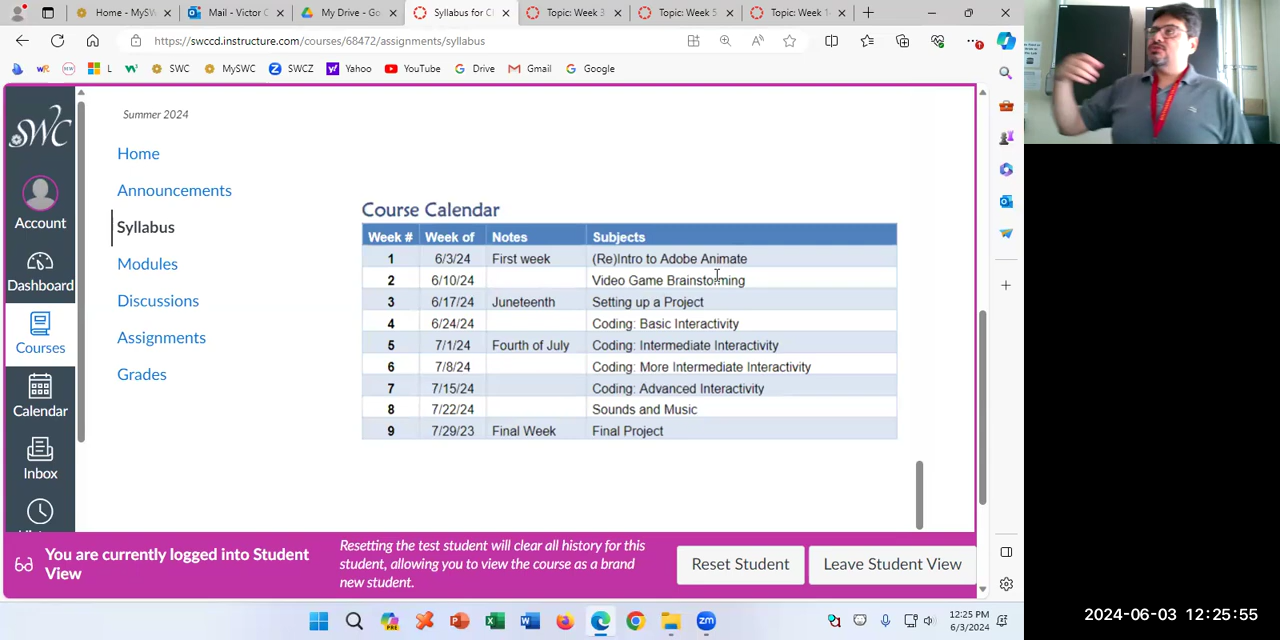 Home - MySW
Mail - Victor C
My Drive - Go
Syllabus for C
Topic: Week 3
Topic: Week 5
Topic: Week 1
https://swccd.instructure.com/courses/68472/assignments/syllabus
L
SWC
MySWC
SWCZ
Yahoo
YouTube
Drive
Gmail
Google
SWC
Account
Dashboard
Courses
Calendar
Inbox
Summer 2024
Home
Announcements
Syllabus
Modules
Discussions
Assignments
Grades
Course Calendar
Week # Week of Notes Subjects
1 6/3/24 First week (Re)Intro to Adobe Animate
2 6/10/24 Video Game Brainstorming
3 6/17/24 Juneteenth Setting up a Project
4 6/24/24 Coding: Basic Interactivity
5 7/1/24 Fourth of July Coding: Intermediate Interactivity
6 7/8/24 Coding: More Intermediate Interactivity
7 7/15/24 Coding: Advanced Interactivity
8 7/22/24 Sounds and Music
9 7/29/23 Final Week Final Project
You are currently logged into Student
View
Resetting the test student will clear all history for this
student, allowing you to view the course as a brand
new student.
Reset Student
Leave Student View
12:25 PM
6/3/2024
2024-06-03 12:25:55